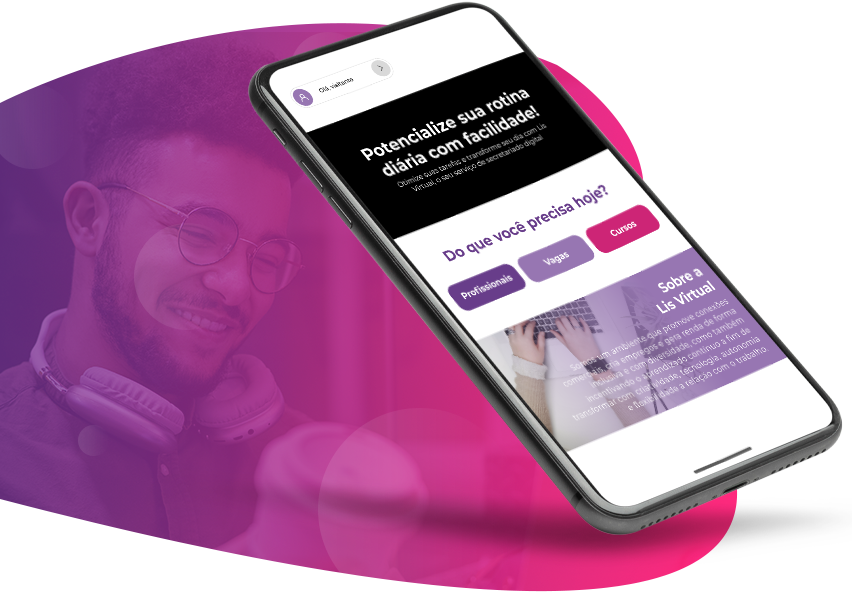 Olá, visitante
Potencialize sua rotina
diária com facilidade!
Otimize suas tarefas e transforme seu dia com Lis
Virtual, o seu serviço de secretariado digital
Do que você precisa hoje?
Profissionais
Vagas
Cursos
Sobre a
Lis Virtual
Somos um ambiente que promove conexões
com empregos e gera renda de forma
inclusiva e com diversidade, como também
incentivando o aprendizado contínuo a fim de
transformar com criatividade, tecnologia, autonomia
e flexibilidade a relação com o trabalho